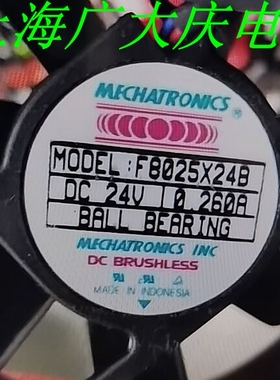 上海广大庆电
MECHATRONICS ®
MODEL:F8025X24B
DC 24V 0.260A
BALL BEARING
MECHATRONICS INC
DC BRUSHLESS
MADE IN INDONESIA